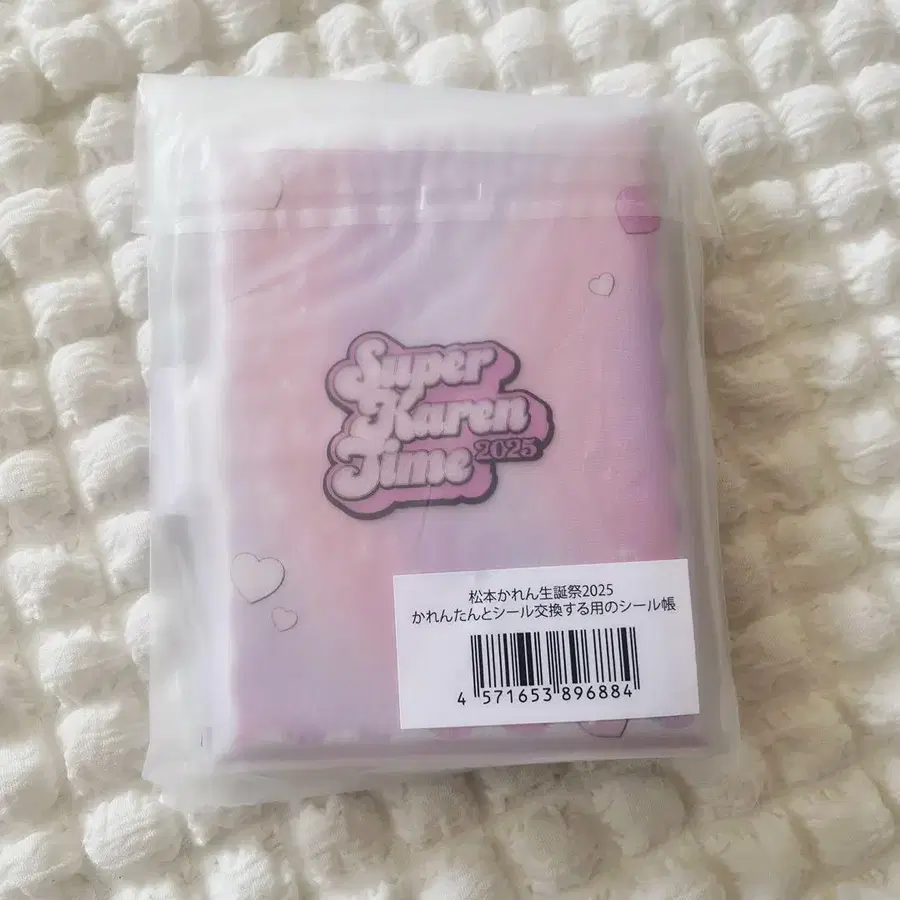 Super
Karen
Time 2025
松本かれん生誕祭2025
かれんたんとシール交換する用のシール帳
4 571653 896884